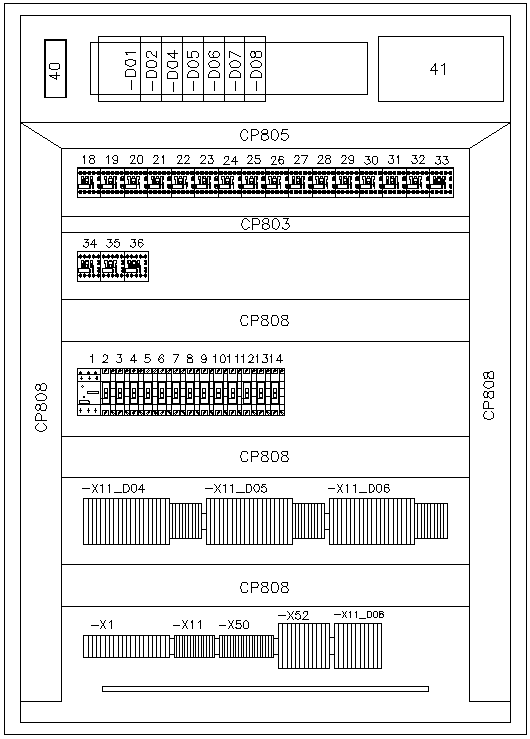 40
-D01 -D02 -D04 -D05 -D06 -D07 -D08
41
CP805
18 19 20 21 22 23 24 25 26 27 28 29 30 31 32 33
CP803
34 35 36
CP808
1 2 3 4 5 6 7 8 9 10 11 12 13 14
CP808 CP808
CP808
-X11_D04 -X11_D05 -X11_D06
CP808
-X1 -X11 -X50 -X52 -X11_D08